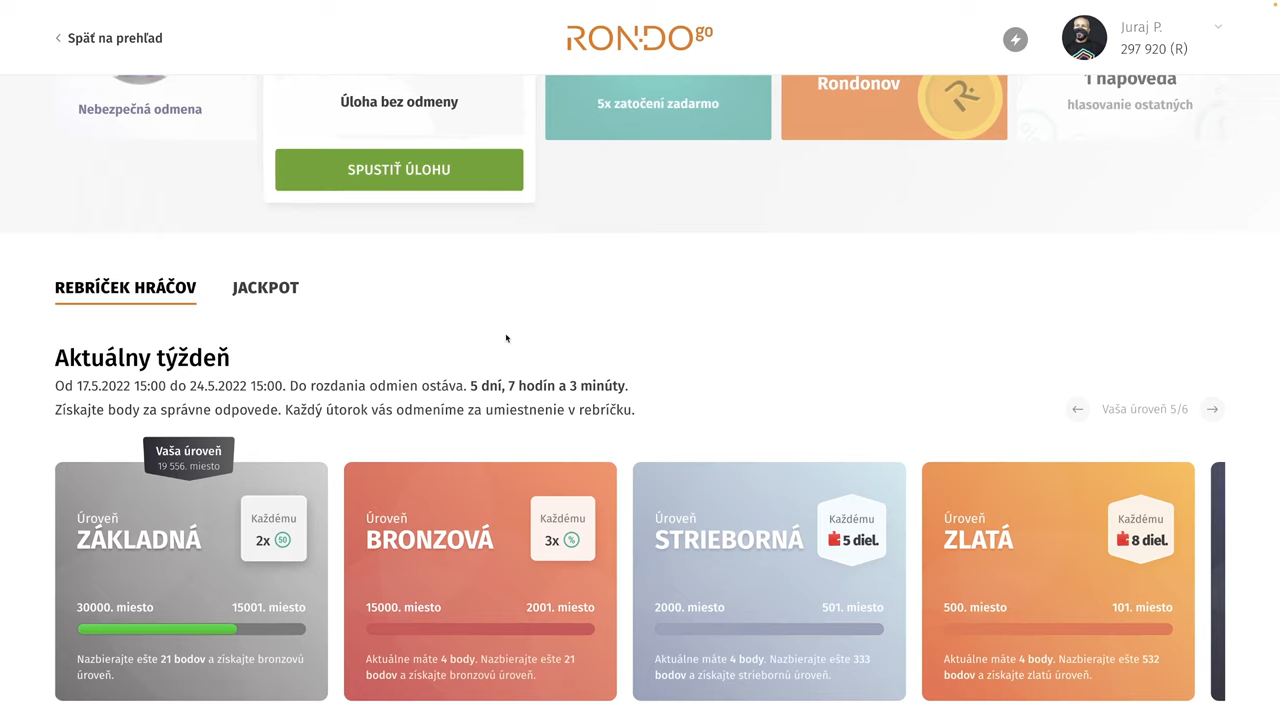 Späť na prehľad
RONDO go
Juraj P.
297 920 (R)
Nebezpečná odmena
Úloha bez odmeny
SPUSTIŤ ÚLOHU
5x zatočení zadarmo
Rondonov
1 nápoveda
hlasovanie ostatných
REBRÍČEK HRÁČOV
JACKPOT
Aktuálny týždeň
Od 17.5.2022 15:00 do 24.5.2022 15:00. Do rozdania odmien ostáva. 5 dní, 7 hodín a 3 minúty.
Získajte body za správne odpovede. Každý útorok vás odmeníme za umiestnenie v rebríčku.
Vaša úroveň 5/6
Vaša úroveň
19 556. miesto
Úroveň
ZÁKLADNÁ
Každému
2x 50
30000. miesto 15001. miesto
Nazbierajte ešte 21 bodov a získajte bronzovú
úroveň.
Úroveň
BRONZOVÁ
Každému
3x %
15000. miesto 2001. miesto
Aktuálne máte 4 body. Nazbierajte ešte 21
bodov a získajte bronzovú úroveň.
Úroveň
STRIEBORNÁ
Každému
5 diel.
2000. miesto 501. miesto
Aktuálne máte 4 body. Nazbierajte ešte 333
bodov a získajte striebornú úroveň.
Úroveň
ZLATÁ
Každému
8 diel.
500. miesto 101. miesto
Aktuálne máte 4 body. Nazbierajte ešte 532
bodov a získajte zlatú úroveň.